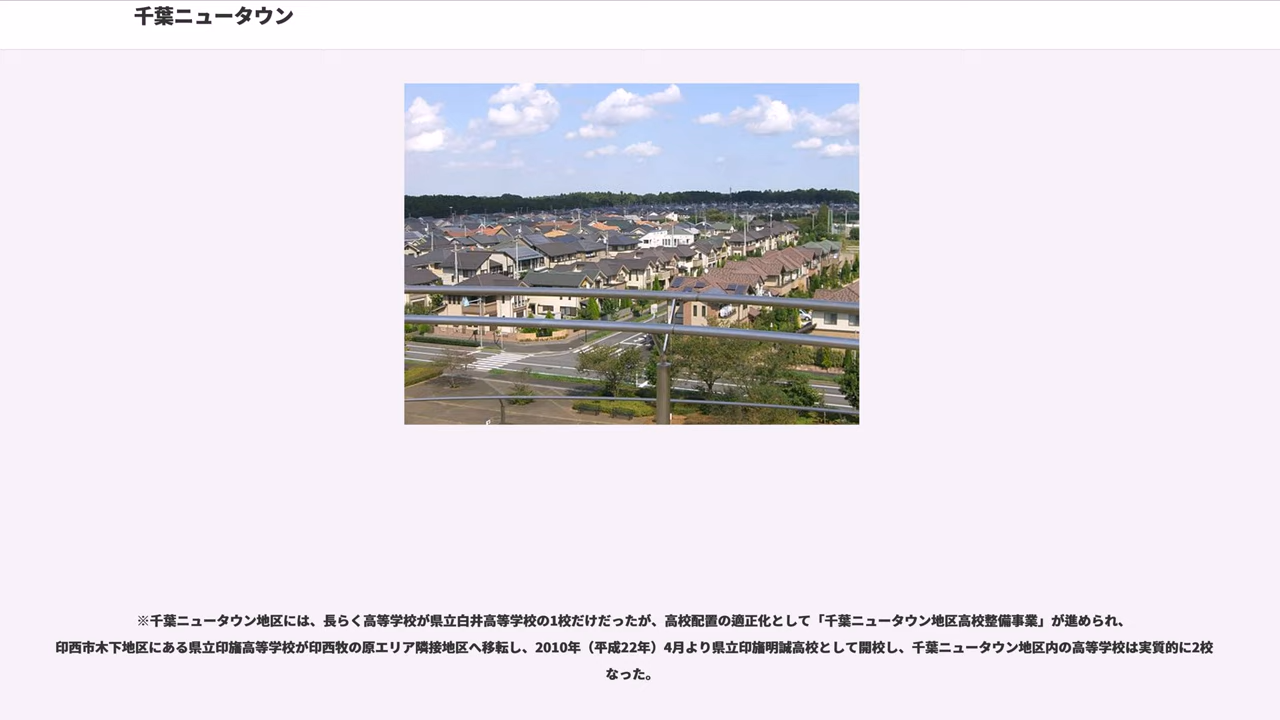 千葉ニュータウン
※千葉ニュータウン地区には、長らく高等学校が県立白井高等学校の1校だけだったが、高校配置の適正化として「千葉ニュータウン地区高校整備事業」が進められ、
印西市木下地区にある県立印旛高等学校が印西牧の原エリア隣接地区へ移転し、2010年（平成22年）4月より県立印旛明誠高校として開校し、千葉ニュータウン地区内の高等学校は実質的に2校
なった。